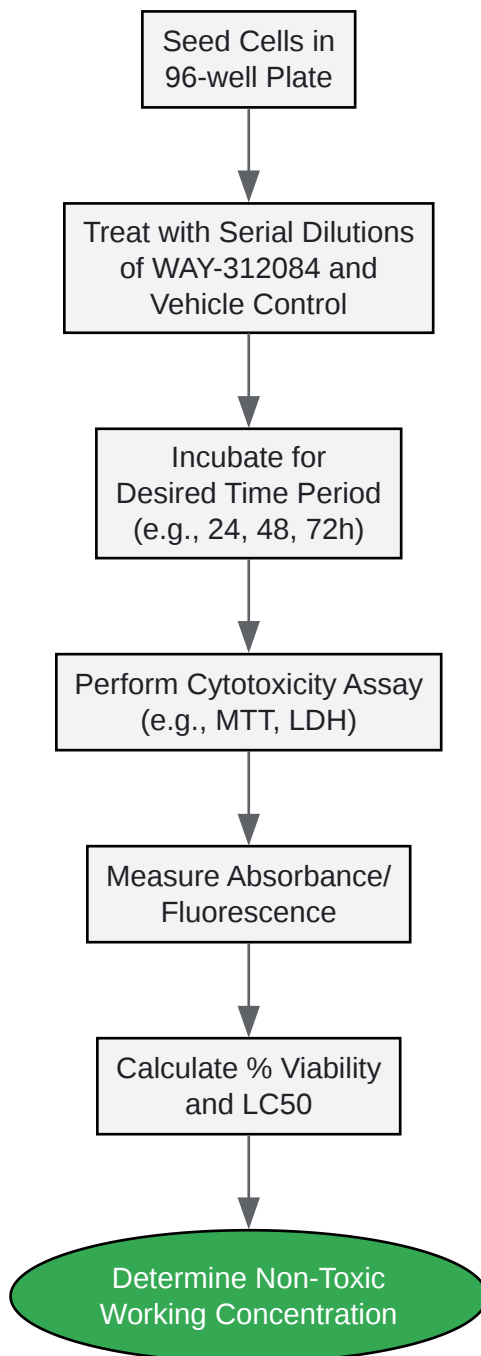 Seed Cells in
96-well Plate
Treat with Serial Dilutions
of WAY-312084 and
Vehicle Control
Incubate for
Desired Time Period
(e.g., 24, 48, 72h)
Perform Cytotoxicity Assay
(e.g., MTT, LDH)
Measure Absorbance/
Fluorescence
Calculate % Viability
and LC50
Determine Non-Toxic
Working Concentration